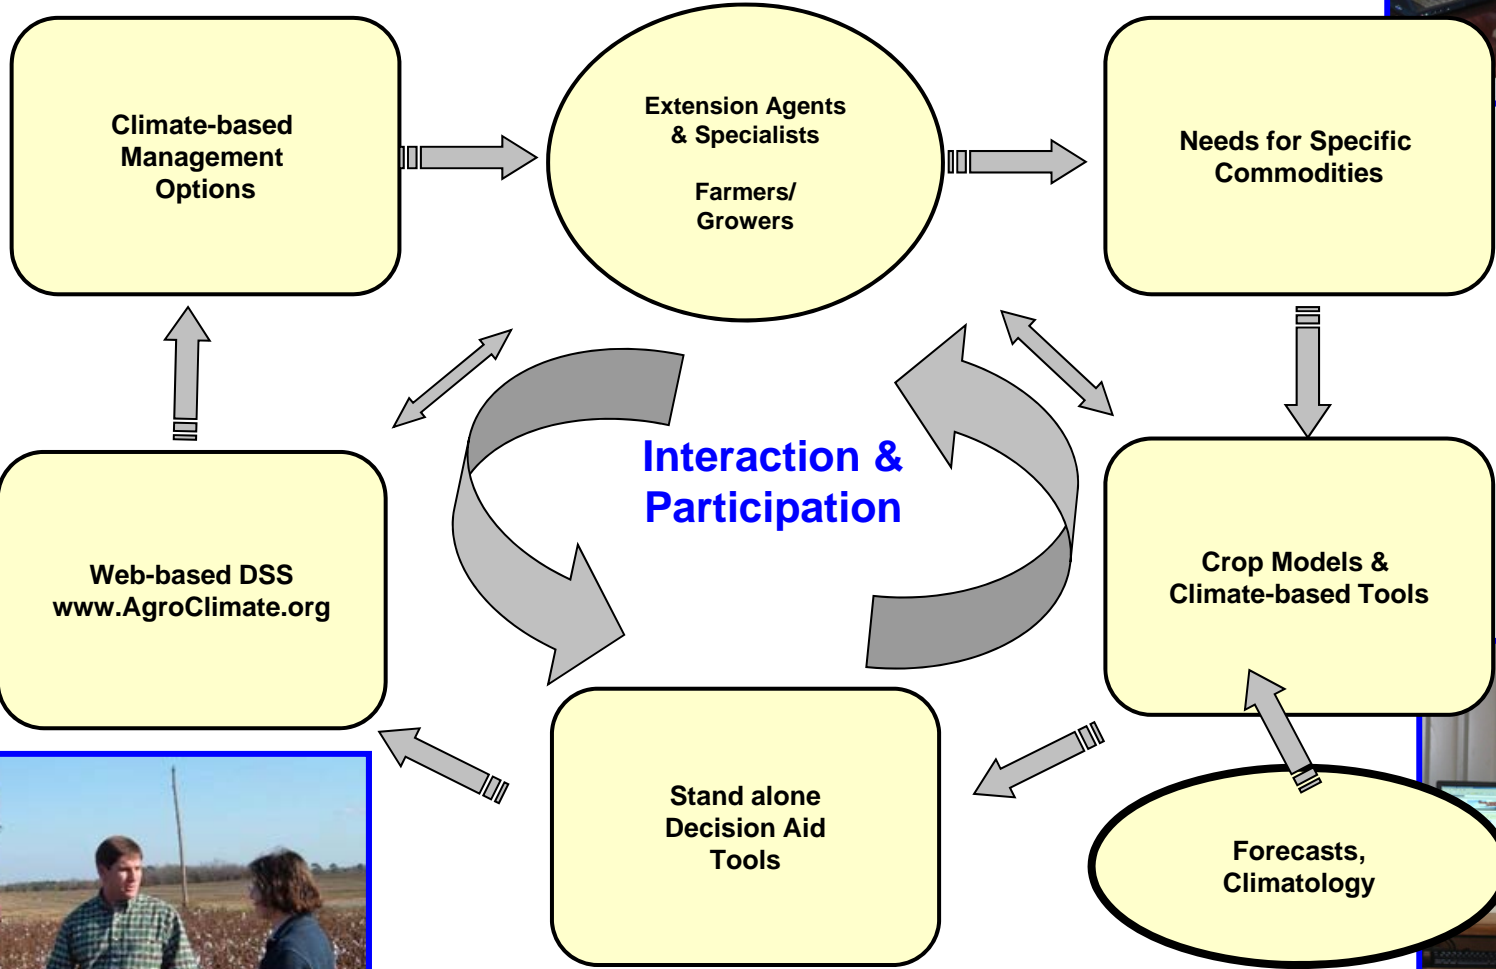 Climate-based
Management
Options
Extension Agents
& Specialists
Farmers/
Growers
Needs for Specific
Commodities
Interaction &
Participation
Web-based DSS
www.AgroClimate.org
Crop Models &
Climate-based Tools
Stand alone
Decision Aid
Tools
Forecasts,
Climatology